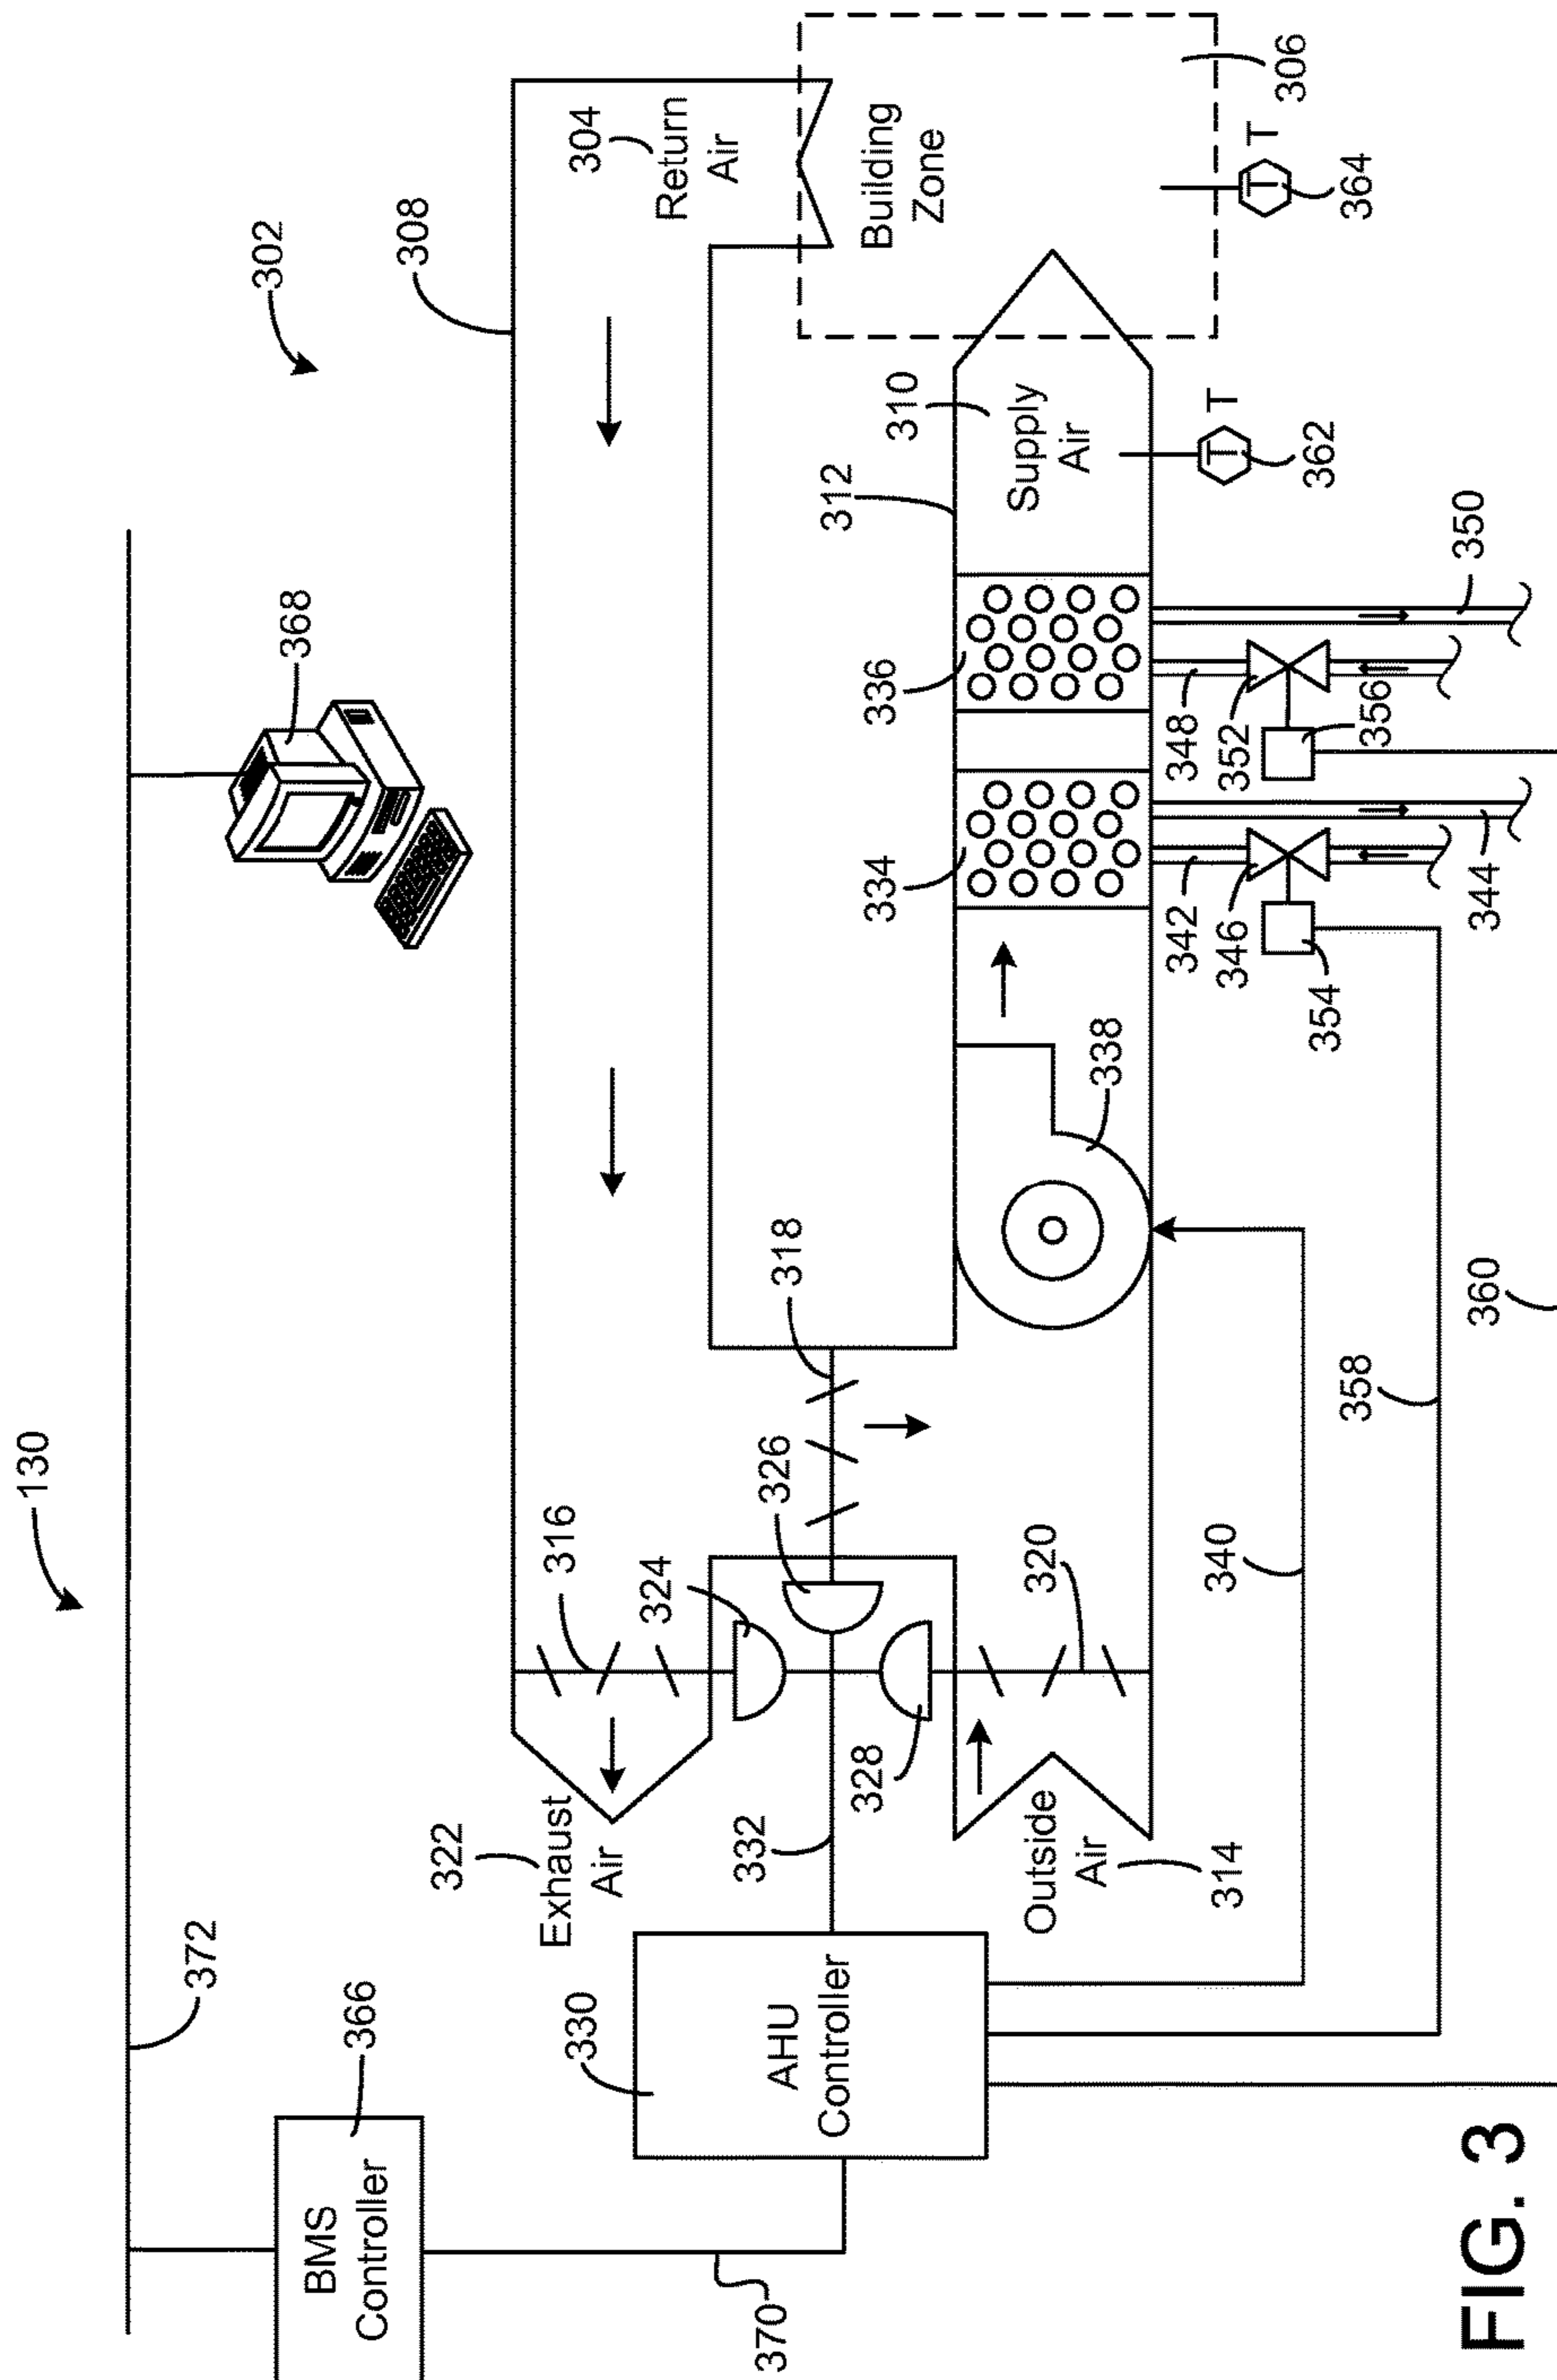 130
372
366
BMS
Controller
370
368
302
308
304
Return
Air
322
Exhaust
Air
316
324
330
AHU
Controller
332
326
318
328
Building
Zone
306
Outside
Air
314
320
338
334
336
312
310
Supply
Air
340
342
346
354
344
348
352
356
350
362
T
T
364
T
T
358
360
FIG. 3